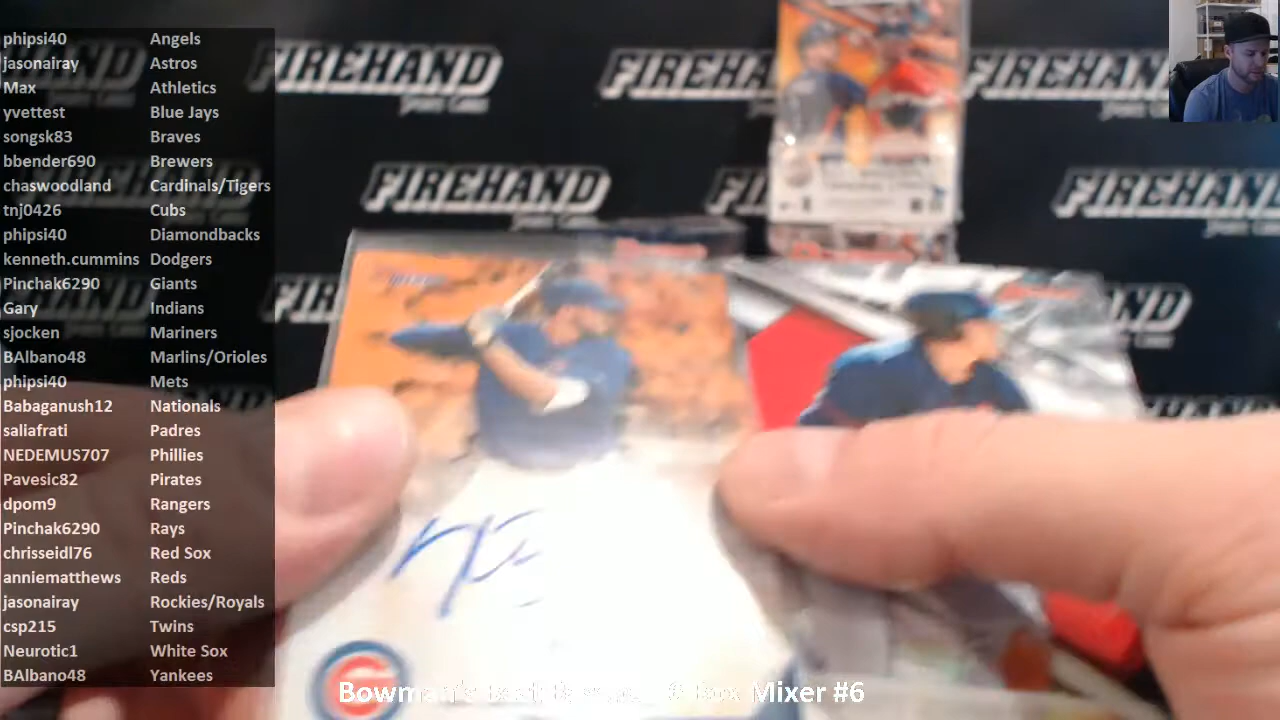 phipsi40 Angels
jasonairay Astros
Max Athletics
yvettest Blue Jays
songsk83 Braves
bbender690 Brewers
chaswoodland Cardinals/Tigers
tnj0426 Cubs
phipsi40 Diamondbacks
kenneth.cummins Dodgers
Pinchak6290 Giants
Gary Indians
sjocken Mariners
BAlbano48 Marlins/Orioles
phipsi40 Mets
Babaganush12 Nationals
saliafrati Padres
NEDEMUS707 Phillies
Pavesic82 Pirates
dpom9 Rangers
Pinchak6290 Rays
chrisseidl76 Red Sox
anniematthews Reds
jasonairay Rockies/Royals
csp215 Twins
Neurotic1 White Sox
BAlbano48 Yankees
FIREHAND FIREHAND FIREHAND
FIREHAND FIREHAND
Bowman's Box Mixer #6